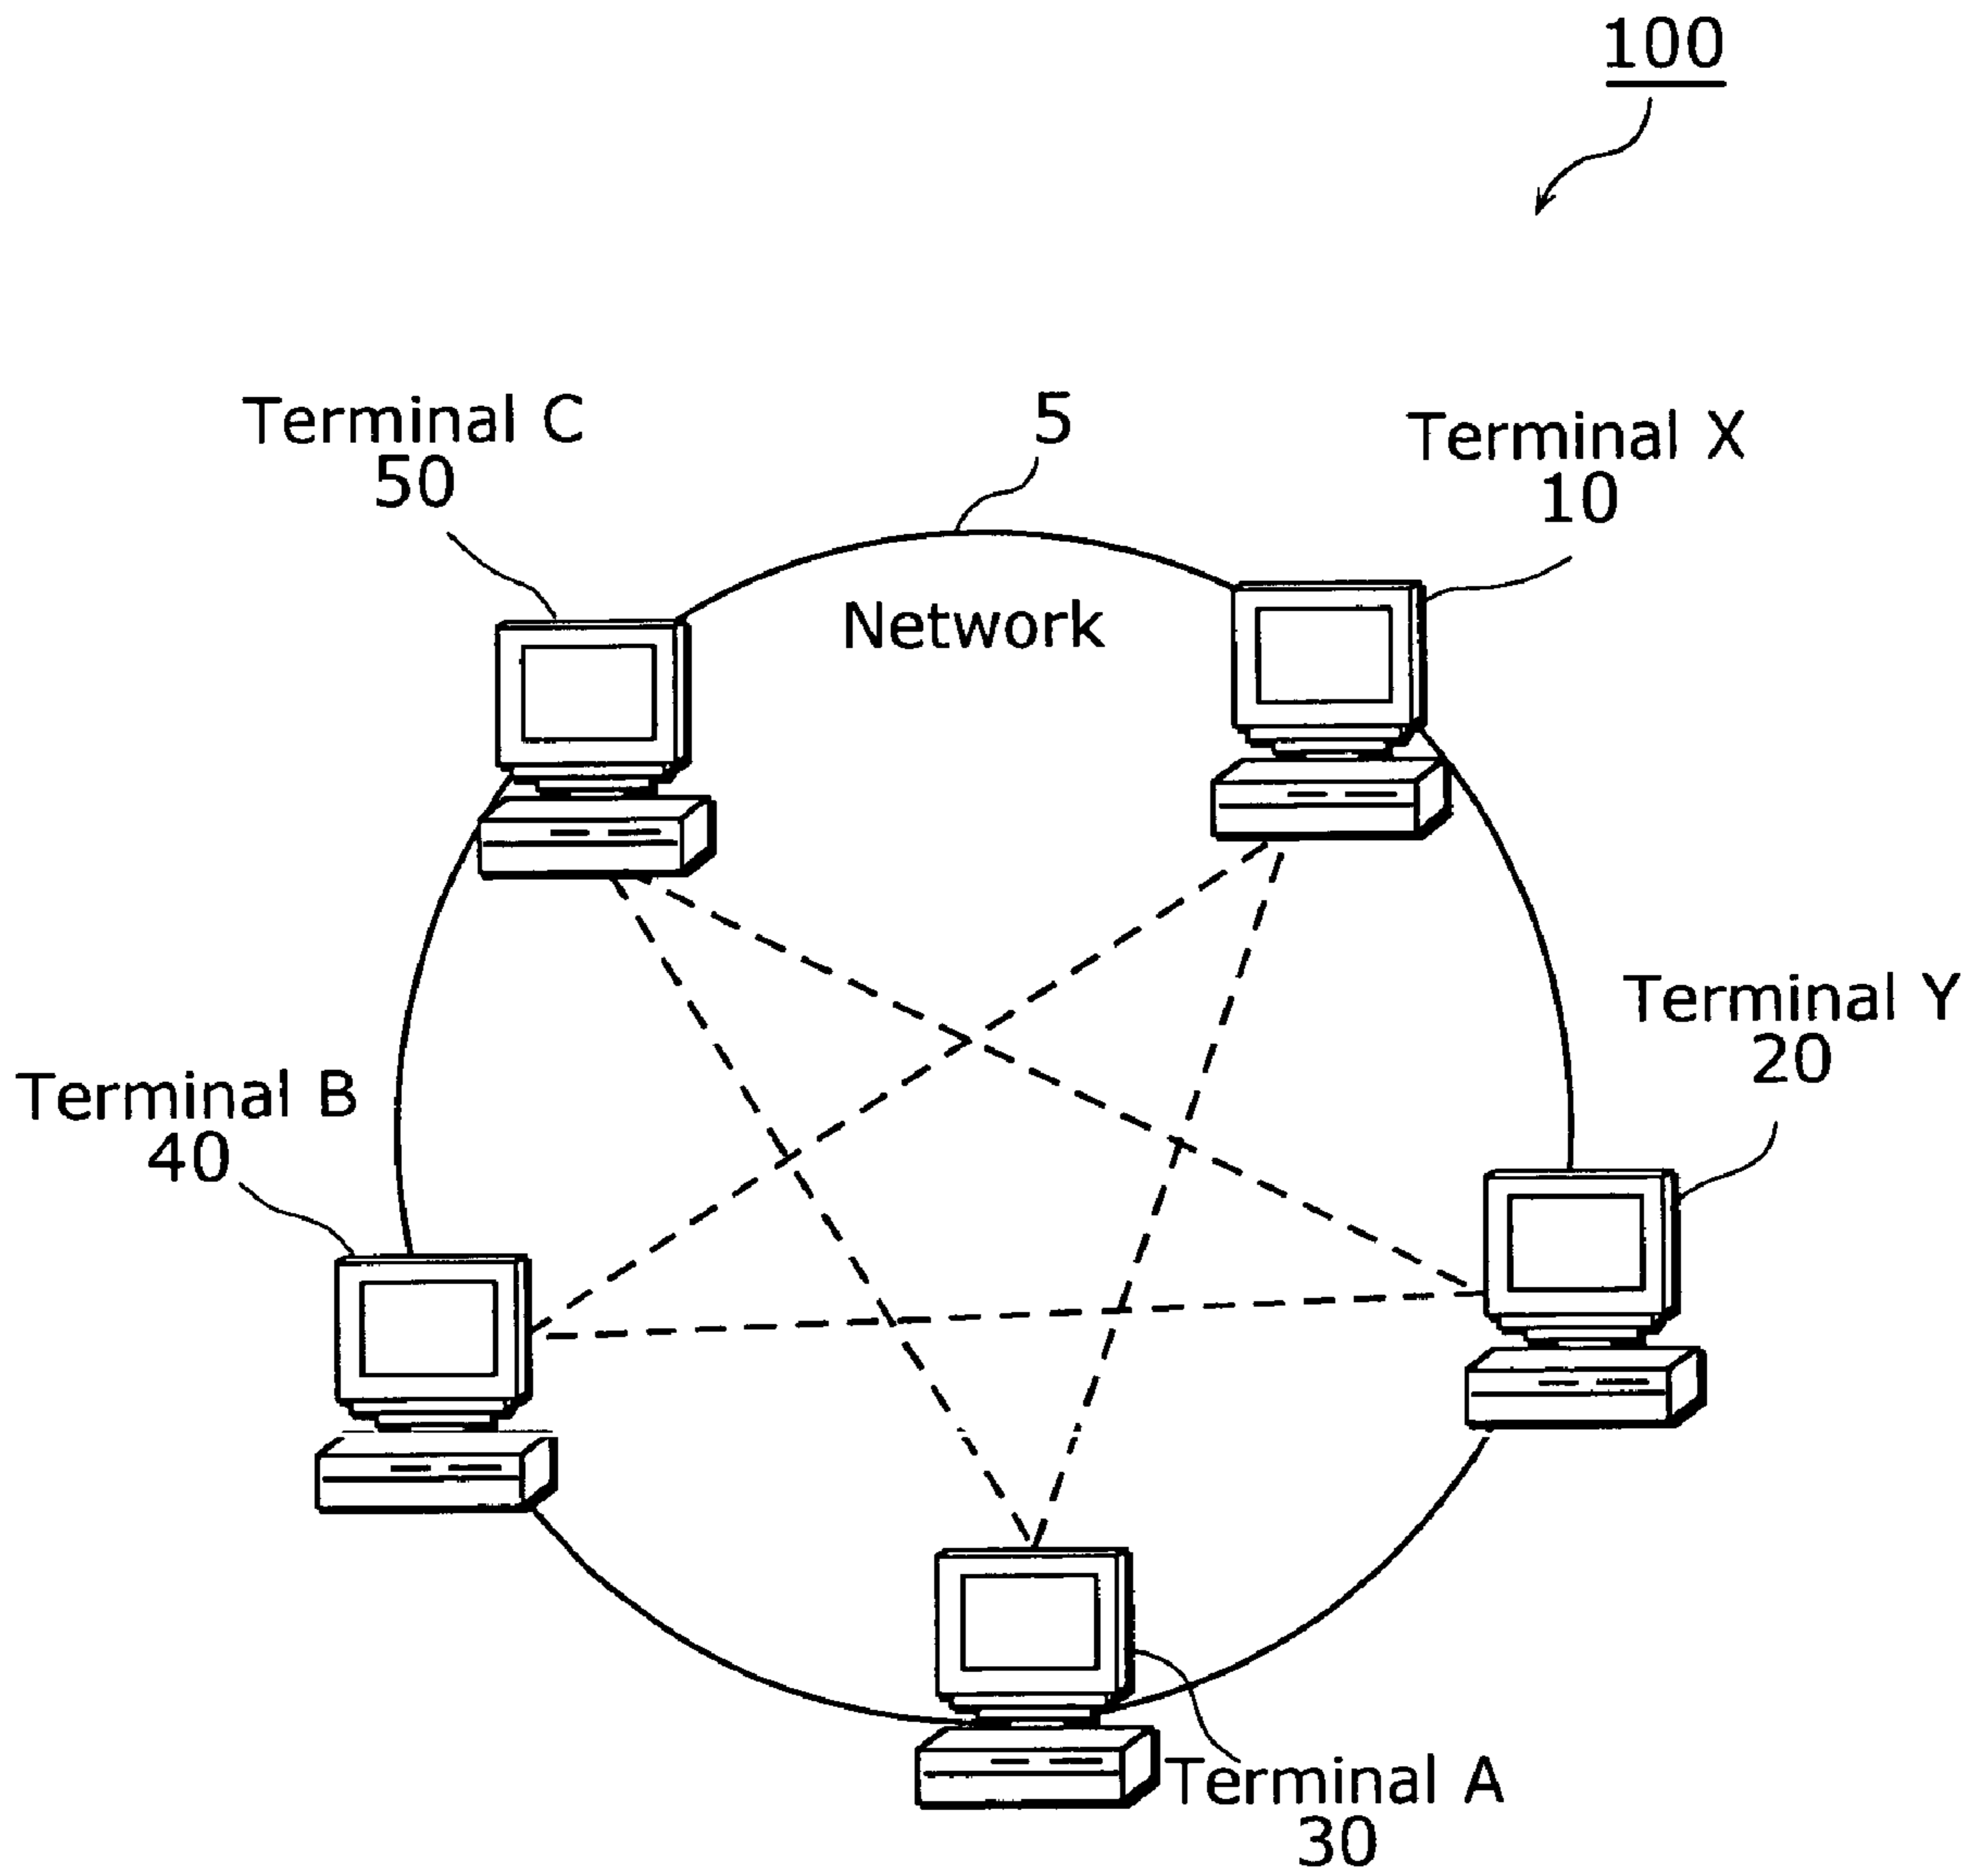 100
Terminal C
50
5
Terminal X
10
Network
Terminal Y
20
Terminal B
40
Terminal A
30